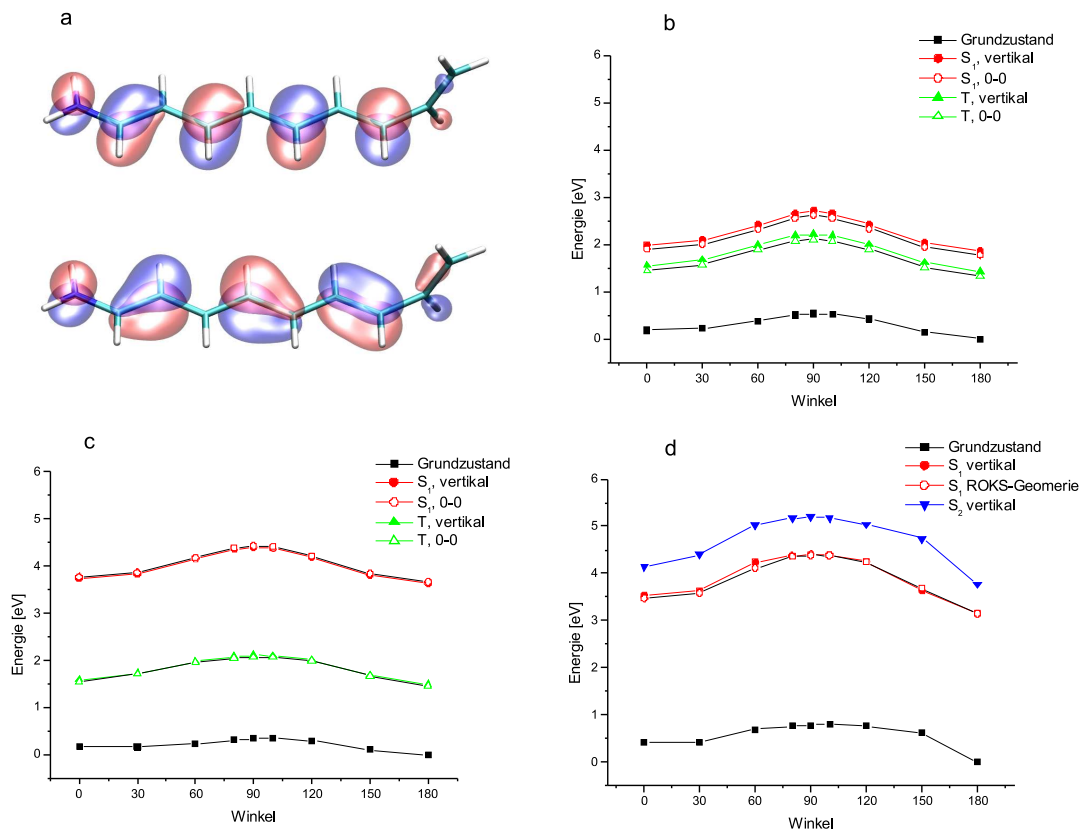 a
b
Grundzustand
S1, vertikal
S1, 0-0
T, vertikal
T, 0-0
6
5
4
3
2
1
0
Energie [eV]
0 30 60 90 120 150 180
Winkel
c
Grundzustand
S1, vertikal
S1, 0-0
T, vertikal
T, 0-0
6
5
4
3
2
1
0
Energie [eV]
0 30 60 90 120 150 180
Winkel
d
Grundzustand
S1 vertikal
S1 ROKS-Geomerie
S2 vertikal
6
5
4
3
2
1
0
Energie [eV]
0 30 60 90 120 150 180
Winkel